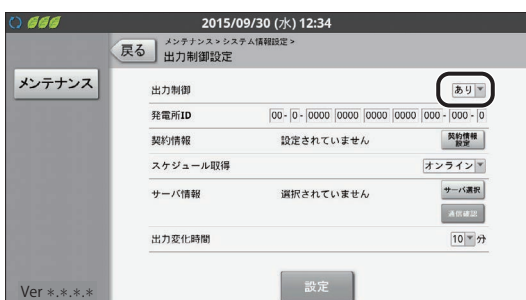 2015/09/30 (水) 12:34
戻る
メンテナンス > システム情報設定 >
出力制御設定
メンテナンス
出力制御 あり
発電所ID 00 - 0 - 0000 0000 0000 0000 000 - 000 - 0
契約情報 設定されていません 契約情報
設定
スケジュール取得 オンライン
サーバ情報 選択されていません サーバ選択
通信確認
出力変化時間 10 分
設定
Ver *.*.*.*